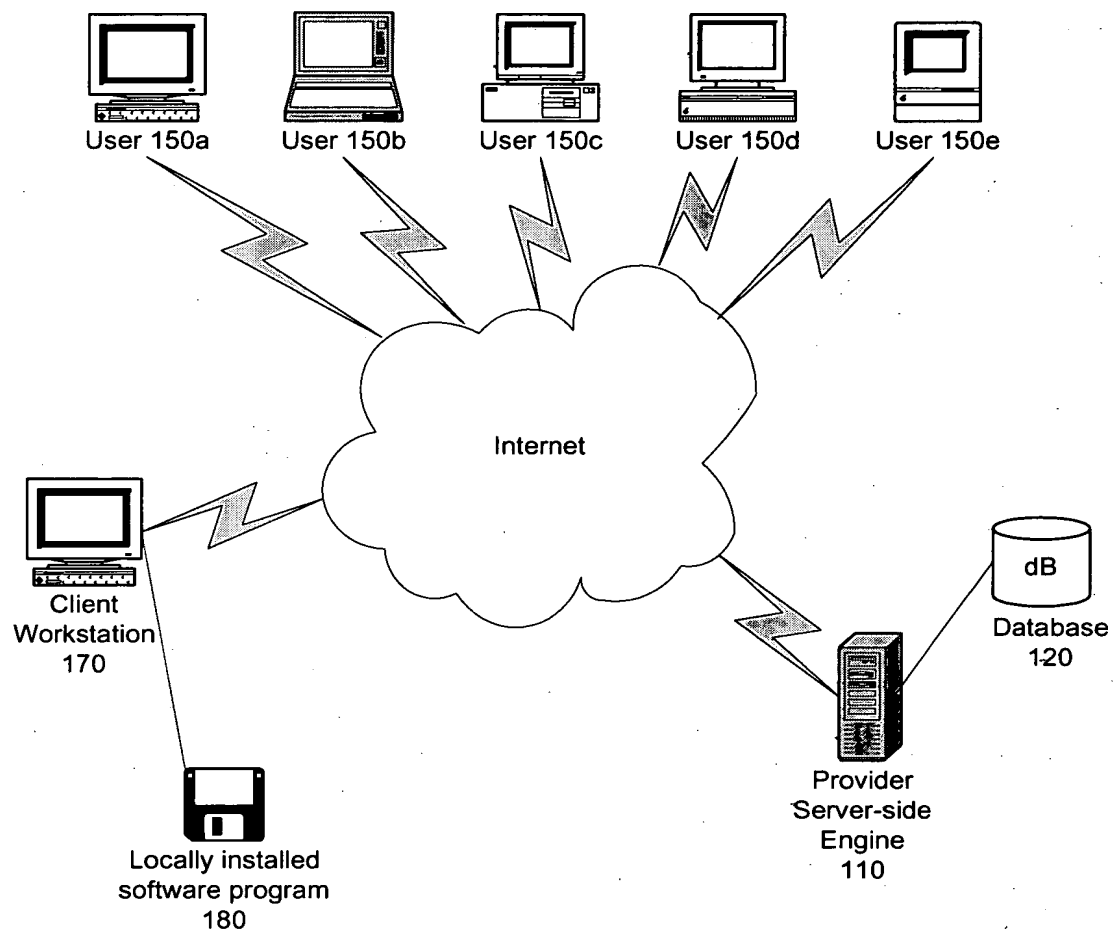 User 150a
User 150b
User 150c
User 150d
User 150e
Internet
Client
Workstation
170
dB
Database
120
Provider
Server-side
Engine
110
Locally installed
software program
180